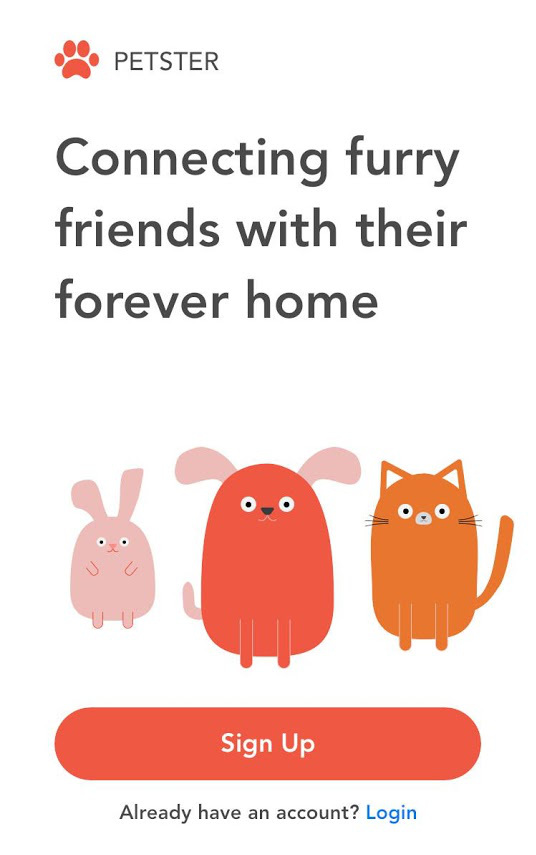 PETSTER
Connecting furry
friends with their
forever home
Sign Up
Already have an account? Login